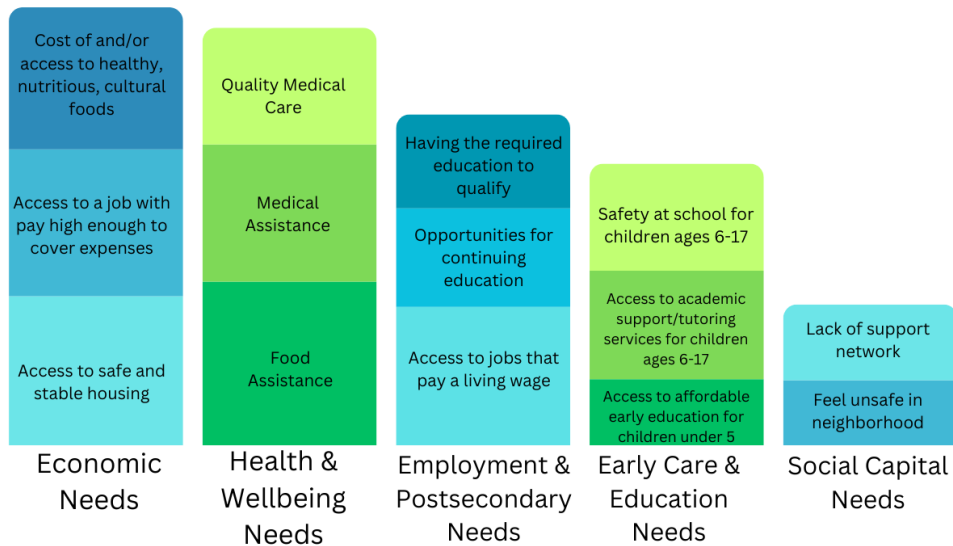 Cost of and/or
access to healthy,
nutritious, cultural
foods
Access to a job with
pay high enough to
cover expenses
Access to safe and
stable housing
Economic
Needs
Quality Medical
Care
Medical
Assistance
Food
Assistance
Health &
Wellbeing
Needs
Having the required
education to
qualify
Opportunities for
continuing
education
Access to jobs that
pay a living wage
Employment &
Postsecondary
Needs
Safety at school for
children ages 6-17
Access to academic
support/tutoring
services for children
ages 6-17
Access to affordable
early education for
children under 5
Early Care &
Education
Needs
Lack of support
network
Feel unsafe in
neighborhood
Social Capital
Needs